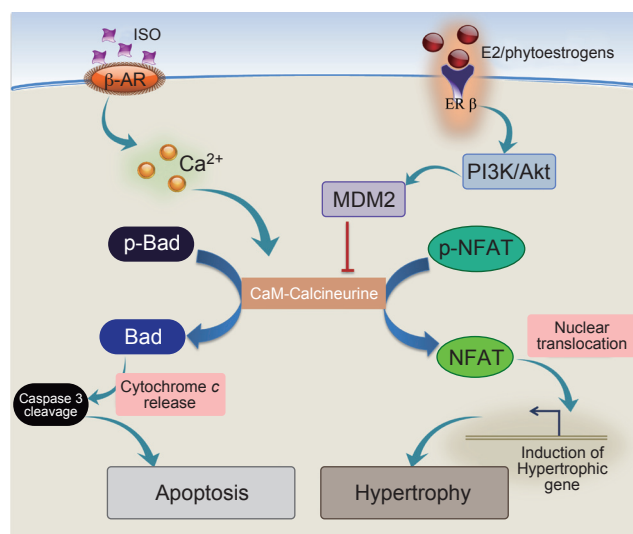 ISO
β-AR
E2/phytoestrogens
ER β
Ca2+
PI3K/Akt
MDM2
p-Bad
p-NFAT
CaM-Calcineurine
Bad
NFAT
Nuclear
translocation
Cytochrome c
release
Caspase 3
cleavage
Induction of
Hypertrophic
gene
Apoptosis
Hypertrophy